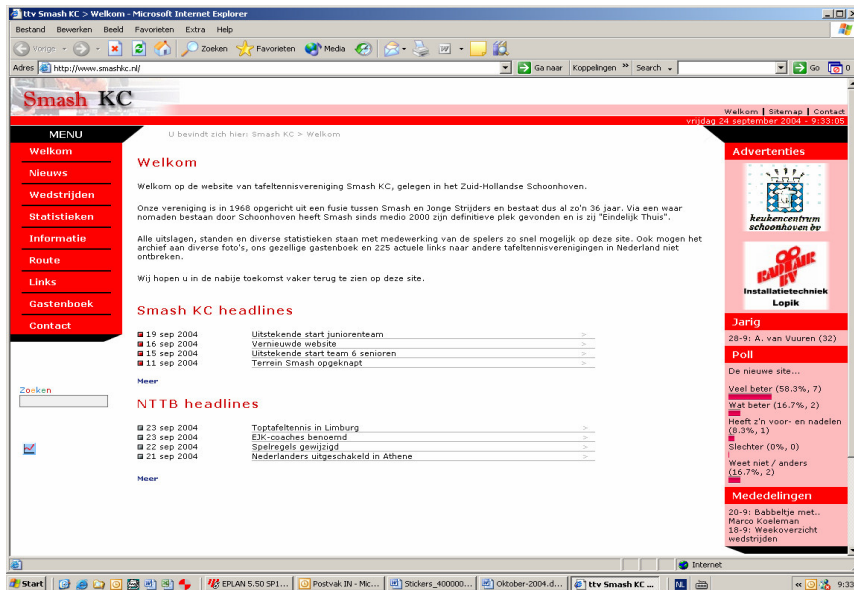 ttv Smash KC > Welkom - Microsoft Internet Explorer
Bestand Bewerken Beeld Favorieten Extra Help
Vorige Zoeken Favorieten Media
Adres http://www.smashkc.nl/ Ga naar Koppelingen » Search Go 0
Smash KC
Welkom | Sitemap | Contact
vrijdag 24 september 2004 - 9:33:05
MENU
Welkom
Nieuws
Wedstrijden
Statistieken
Informatie
Route
Links
Gastenboek
Contact
Zoeken
U bevindt zich hier: Smash KC > Welkom
Welkom
Welkom op de website van tafeltennisvereniging Smash KC, gelegen in het Zuid-Hollandse Schoonhoven.
Onze vereniging is in 1968 opgericht uit een fusie tussen Smash en Jonge Strijders en bestaat dus al zo'n 36 jaar. Via een waar
nomaden bestaan door Schoonhoven heeft Smash sinds medio 2000 zijn definitieve plek gevonden en is zij "Eindelijk Thuis".
Alle uitslagen, standen en diverse statistieken staan met medewerking van de spelers zo snel mogelijk op deze site. Ook mogen het
archief aan diverse foto's, ons gezellige gastenboek en 225 actuele links naar andere tafeltennisverenigingen in Nederland niet
ontbreken.
Wij hopen u in de nabije toekomst vaker terug te zien op deze site.
Smash KC headlines
19 sep 2004 Uitstekende start juniorenteam >
16 sep 2004 Vernieuwde website >
15 sep 2004 Uitstekende start team 6 senioren >
11 sep 2004 Terrein Smash opgeknapt >
Meer
NTTB headlines
23 sep 2004 Toptafeltennis in Limburg >
23 sep 2004 EJK-coaches benoemd >
22 sep 2004 Spelregels gewijzigd >
21 sep 2004 Nederlanders uitgeschakeld in Athene >
Meer
Advertenties
keukencentrum
schoonhoven bv
RADAIR
Installatietechniek
Lopik
Jarig
28-9: A. van Vuuren (32)
Poll
De nieuwe site...
Veel beter (58.3%, 7)
Wat beter (16.7%, 2)
Heeft z'n voor- en nadelen
(8.3%, 1)
Slechter (0%, 0)
Weet niet / anders
(16.7%, 2)
Mededelingen
20-9: Babbeltje met..
Marco Koeleman
18-9: Weekoverzicht
wedstrijden
Internet
Start EPLAN 5.50 SP1... Postvak IN - Mic... Stickers_400000... Oktober-2004.d... ttv Smash KC ... NL « 9:33